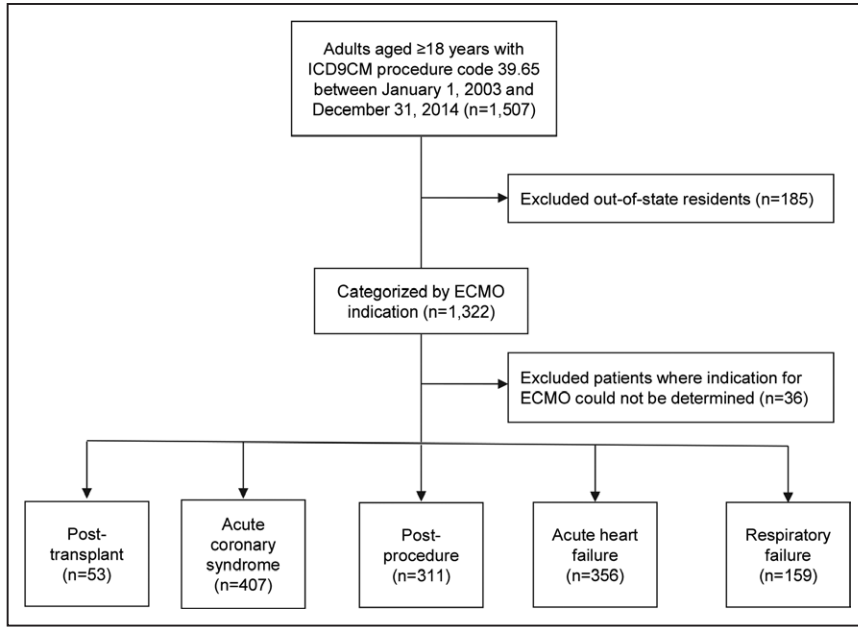 Adults aged ≥18 years with
ICD9CM procedure code 39.65
between January 1, 2003 and
December 31, 2014 (n=1,507)
Excluded out-of-state residents (n=185)
Categorized by ECMO
indication (n=1,322)
Excluded patients where indication for
ECMO could not be determined (n=36)
Post-
transplant
(n=53)
Acute
coronary
syndrome
(n=407)
Post-
procedure
(n=311)
Acute heart
failure
(n=356)
Respiratory
failure
(n=159)